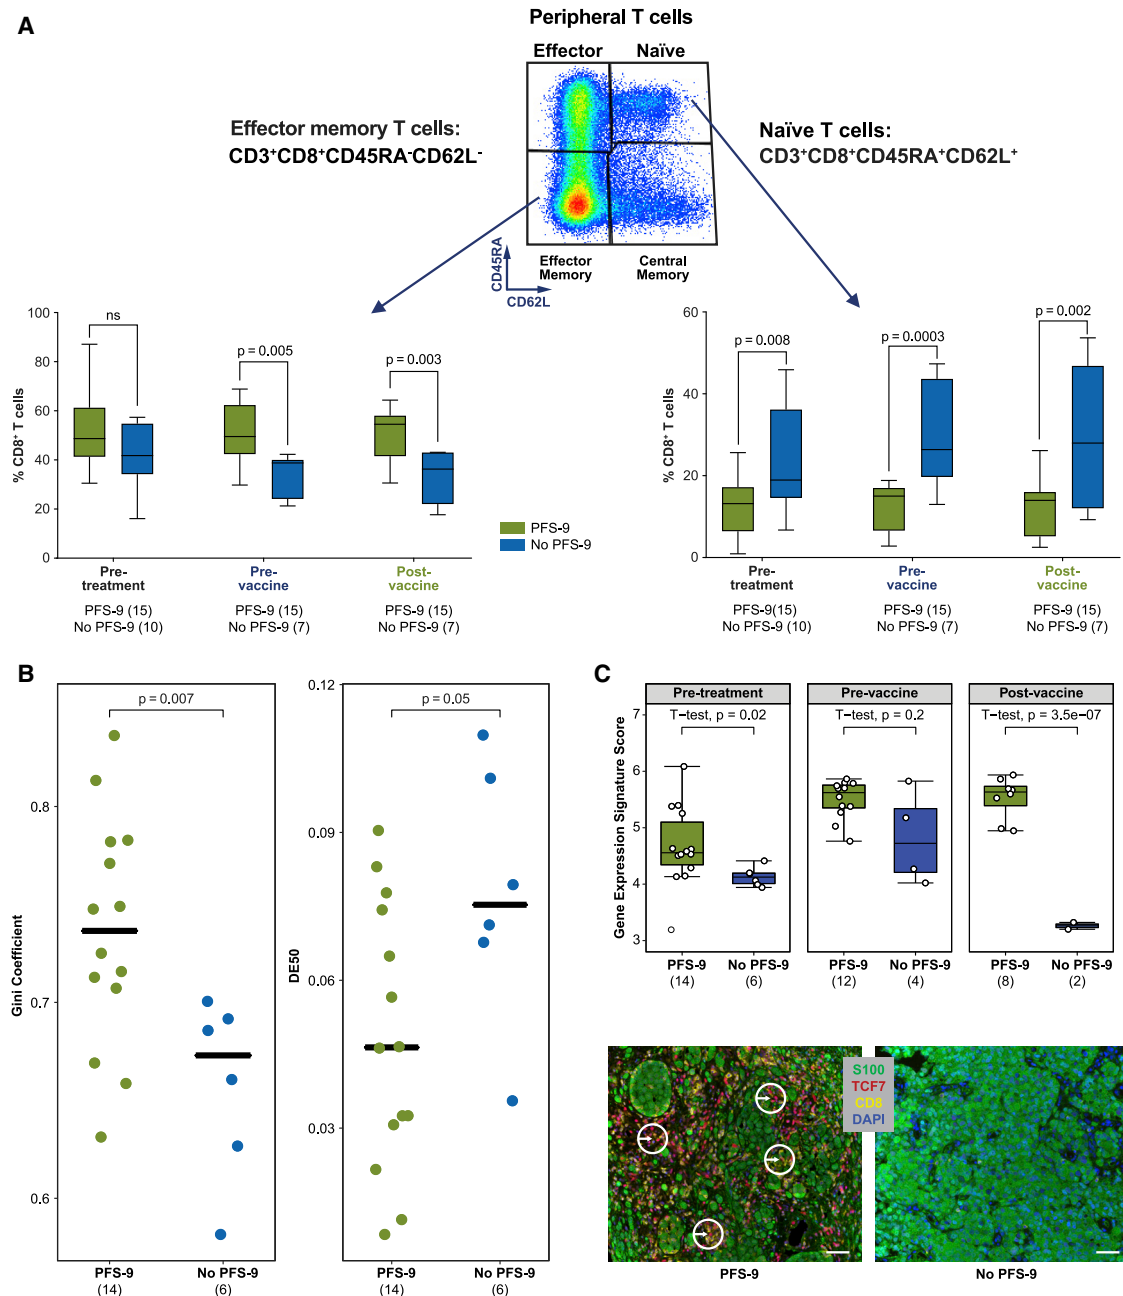 A
Peripheral T cells
Effector
Naïve
Effector memory T cells:
CD3⁺CD8⁺CD45RA⁻CD62L⁻
Naïve T cells:
CD3⁺CD8⁺CD45RA⁺CD62L⁺
CD45RA
CD62L
Effector
Memory
Central
Memory
% CD8⁺ T cells
100
80
60
40
20
0
ns
p = 0.005
p = 0.003
Pre-
treatment
Pre-
vaccine
Post-
vaccine
PFS-9 (15)
No PFS-9 (10)
PFS-9 (15)
No PFS-9 (7)
PFS-9 (15)
No PFS-9 (7)
PFS-9
No PFS-9
% CD8⁺ T cells
60
40
20
0
p = 0.008
p = 0.0003
p = 0.002
Pre-
treatment
Pre-
vaccine
Post-
vaccine
PFS-9(15)
No PFS-9 (10)
PFS-9 (15)
No PFS-9 (7)
PFS-9 (15)
No PFS-9 (7)
B
Gini Coefficient
0.8
0.7
0.6
p = 0.007
PFS-9
(14)
No PFS-9
(6)
DE50
0.12
0.09
0.06
0.03
p = 0.05
PFS-9
(14)
No PFS-9
(6)
C
Gene Expression Signature Score
7
6
5
4
3
Pre-treatment
T-test, p = 0.02
PFS-9
(14)
No PFS-9
(6)
Pre-vaccine
T-test, p = 0.2
PFS-9
(12)
No PFS-9
(4)
Post-vaccine
T-test, p = 3.5e-07
PFS-9
(8)
No PFS-9
(2)
S100
TCF7
CD8
DAPI
PFS-9
No PFS-9